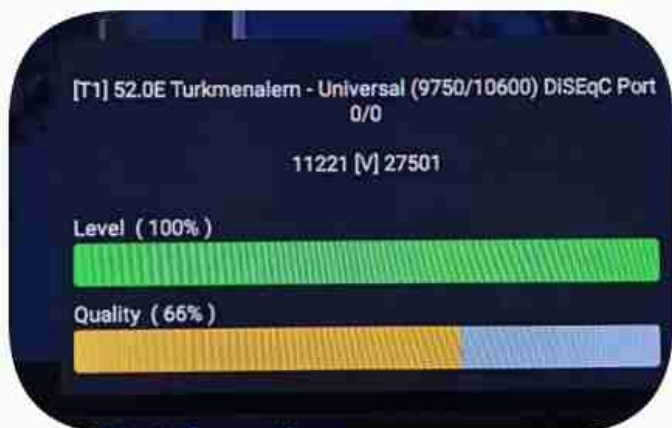 [T1] 52.0E Turkmenalem - Universal (9750/10600) DiSEqC Port
0/0
11221 [V] 27501
Level ( 100% )
Quality ( 66% )